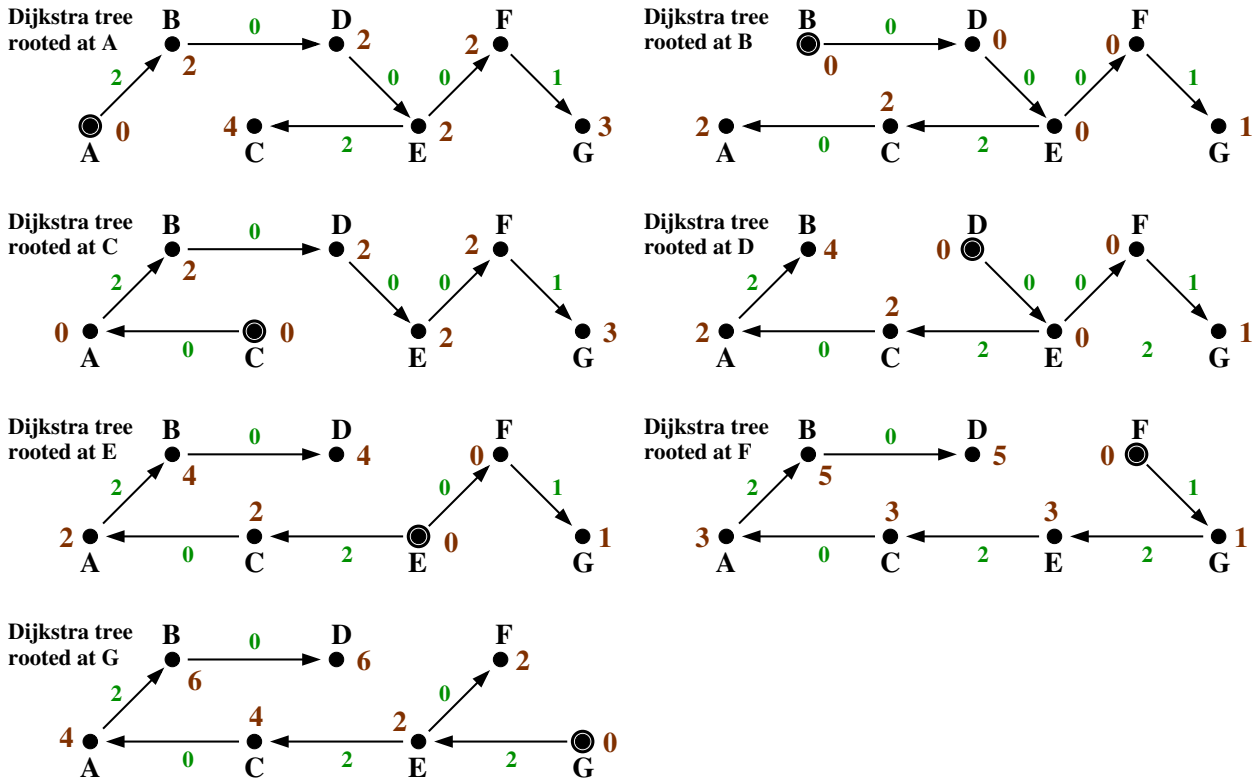 Dijkstra tree
rooted at A
B
D
F
0
2
2
2
2
0
0
1
0
4
2
2
3
A
C
E
G
Dijkstra tree
rooted at B
B
D
F
0
0
0
0
0
0
1
2
2
0
1
0
2
A
C
E
G
Dijkstra tree
rooted at C
B
D
F
0
2
2
2
2
0
0
1
0
0
2
3
0
A
C
E
G
Dijkstra tree
rooted at D
B
D
F
4
0
0
2
0
0
1
2
2
0
1
0
2
2
A
C
E
G
Dijkstra tree
rooted at E
B
D
F
0
4
4
0
2
0
1
2
2
0
1
0
2
A
C
E
G
Dijkstra tree
rooted at F
B
D
F
0
5
5
0
2
1
3
3
3
1
0
2
2
A
C
E
G
Dijkstra tree
rooted at G
B
D
F
0
6
6
2
2
0
4
4
2
0
0
2
2
A
C
E
G